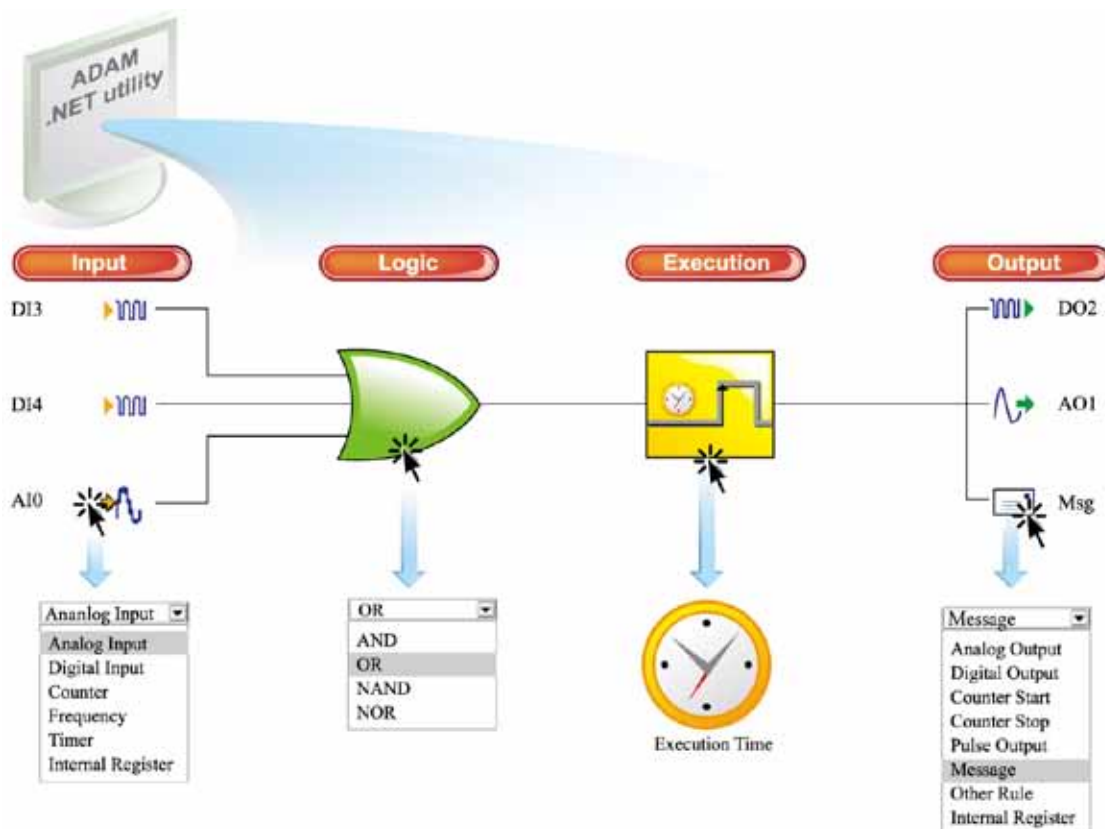 ADAM
.NET utility
Input
Logic
Execution
Output
DI3
DO2
DI4
AO1
AI0
Msg
Ananlog Input
Analog Input
Digital Input
Counter
Frequency
Timer
Internal Register
OR
AND
OR
NAND
NOR
Execution Time
Message
Analog Output
Digital Output
Counter Start
Counter Stop
Pulse Output
Message
Other Rule
Internal Register